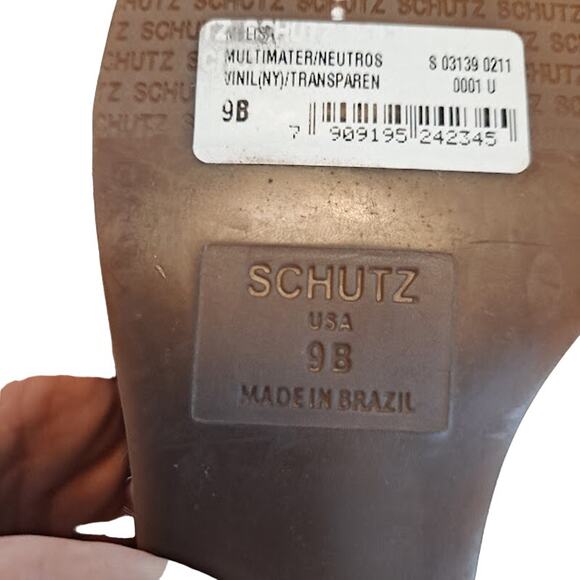 SCHUTZ SCHUTZ SCHUTZ SCHUTZ
MULTIMATER/NEUTROS S 03139 0211
VINIL(NY)/TRANSPAREN 0001 U
9B
7 909195 242345
SCHUTZ
USA
9B
MADE IN BRAZIL